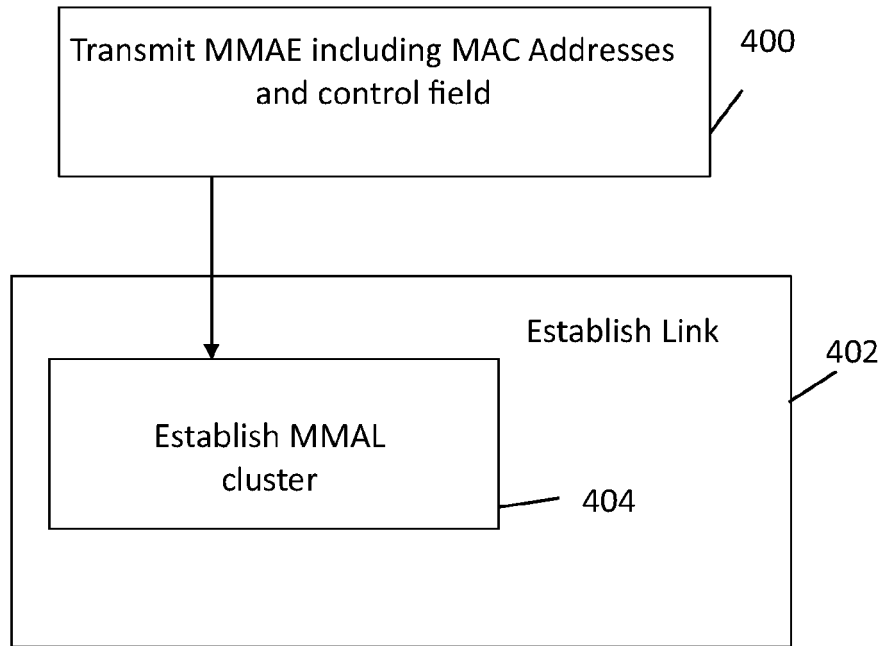 Transmit MMAE including MAC Addresses
and control field
400
Establish Link
402
Establish MMAL
cluster
404